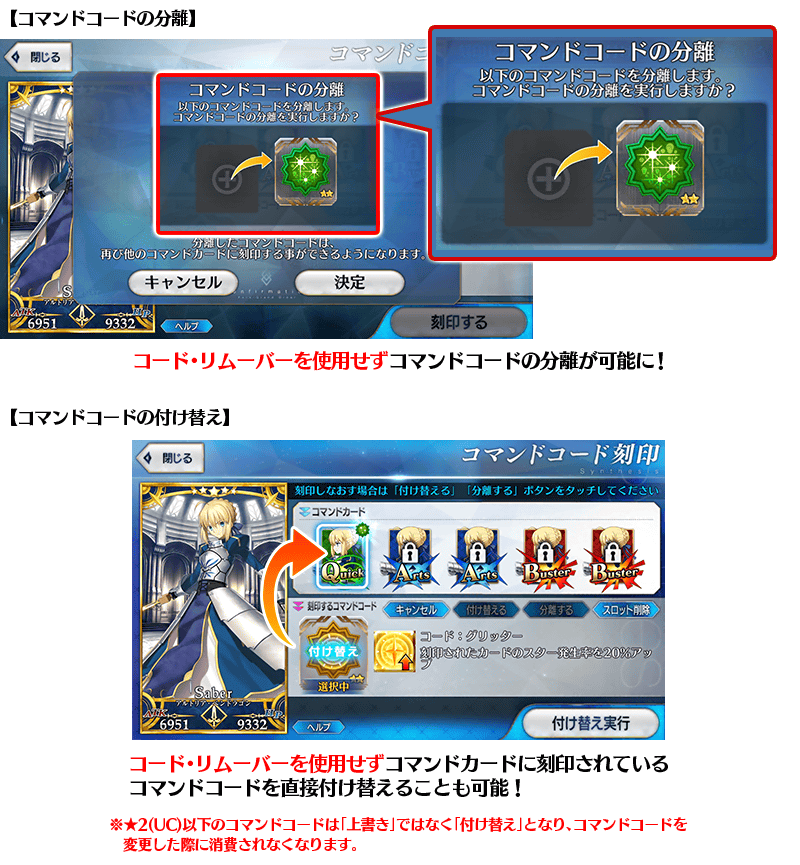 【コマンドコードの分離】
閉じる
コマンドコ
コマンドコードの分離
以下のコマンドコードを分離します。
コマンドコードの分離を実行しますか？
コマンドコードの分離
以下のコマンドコードを分離します。
コマンドコードの分離を実行しますか？
分離したコマンドコードは、
再び他のコマンドカードに刻印する事ができるようになります。
キャンセル
決定
ATK
6951
HP
9332
ヘルプ
刻印する
コード・リムーバーを使用せずコマンドコードの分離が可能に！
【コマンドコードの付け替え】
閉じる
コマンドコード刻印
Synthesis
刻印しなおす場合は「付け替える」「分離する」ボタンをタッチしてください
コマンドカード
Quick
Arts
Arts
Buster
Buster
刻印するコマンドコード
キャンセル
付け替える
分離する
スロット削除
付け替え
選択中
コード：グリッター
刻印されたカードのスター発生率を20%アッ
プ
Saber
アルトリア・ペンドラゴン
ATK
6951
HP
9332
ヘルプ
付け替え実行
コード・リムーバーを使用せずコマンドカードに刻印されている
コマンドコードを直接付け替えることも可能！
※★2(UC)以下のコマンドコードは「上書き」ではなく「付け替え」となり、コマンドコードを
変更した際に消費されなくなります。